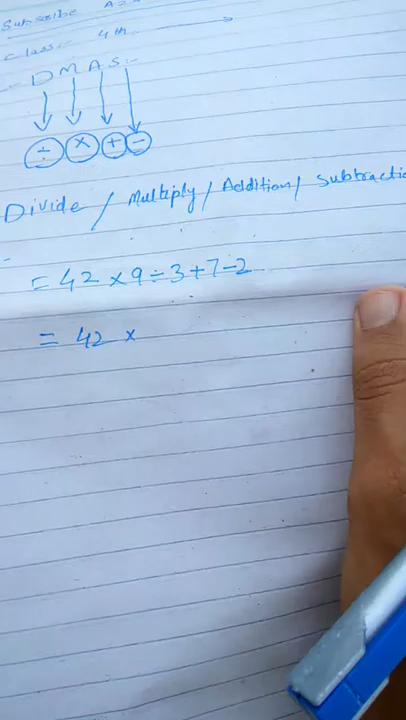 Subscribe
Class:- 4th
D M A S:-
÷ × + -
Divide / Multiply / Addition / Subtractio
= 42 × 9 ÷ 3 + 7 - 2
= 42 ×